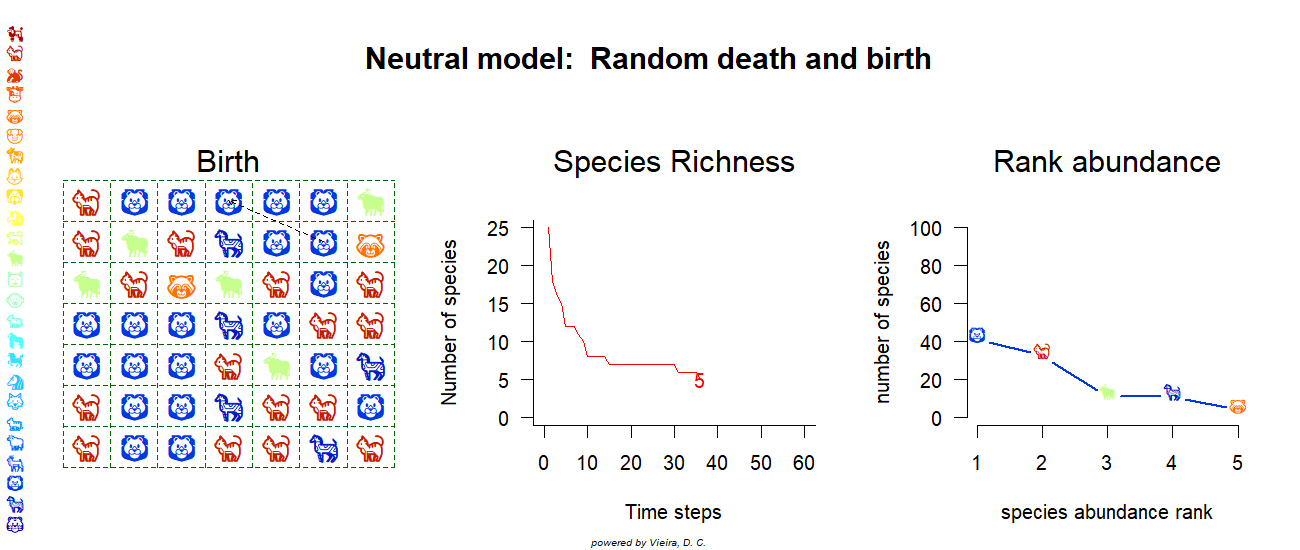 Neutral model:  Random death and birth
Birth
Species Richness
Number of species
25
20
15
10
5
0
5
0 10 20 30 40 50 60
Time steps
Rank abundance
number of species
100
80
60
40
20
0
1 2 3 4 5
species abundance rank
powered by Vieira, D. C.